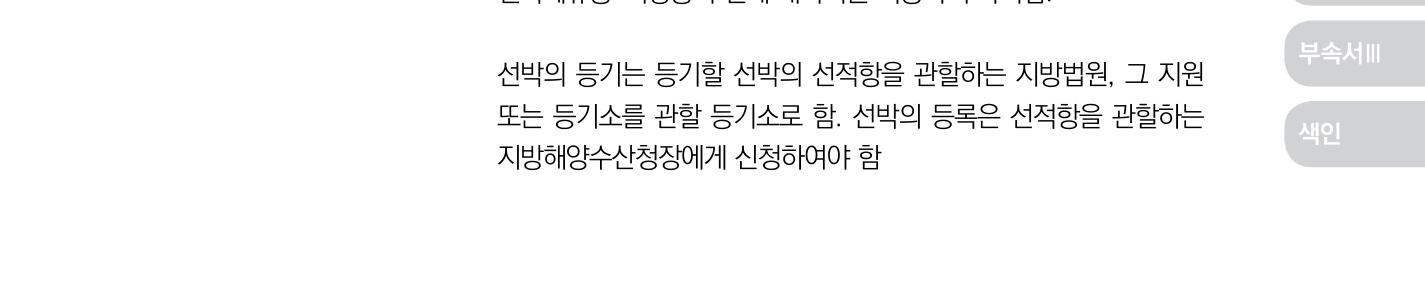 선박의 등기는 등기할 선박의 선적항을 관할하는 지방법원, 그 지원
또는 등기소를 관할 등기소로 함. 선박의 등록은 선적항을 관할하는
지방해양수산청장에게 신청하여야 함
부속서Ⅲ
색인